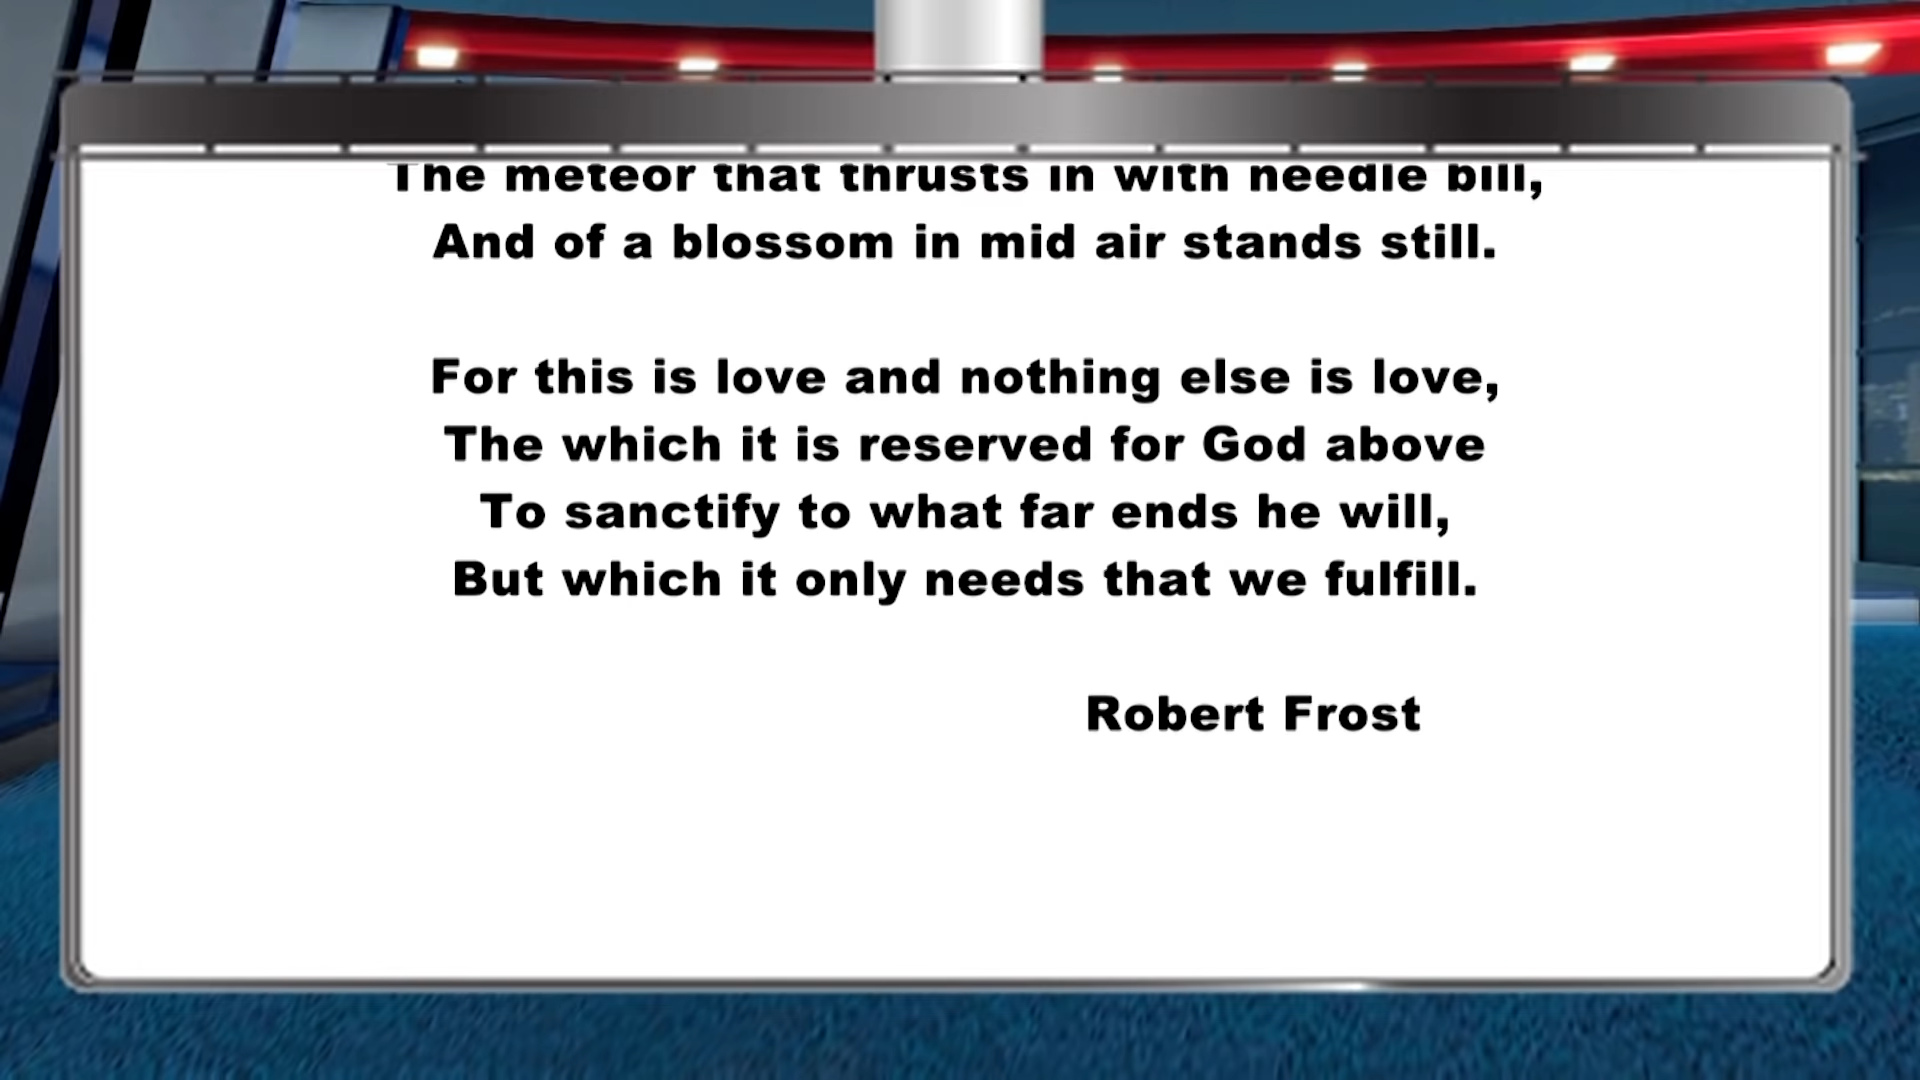 The meteor that thrusts in with needle bill,
And of a blossom in mid air stands still.
For this is love and nothing else is love,
The which it is reserved for God above
To sanctify to what far ends he will,
But which it only needs that we fulfill.
Robert Frost